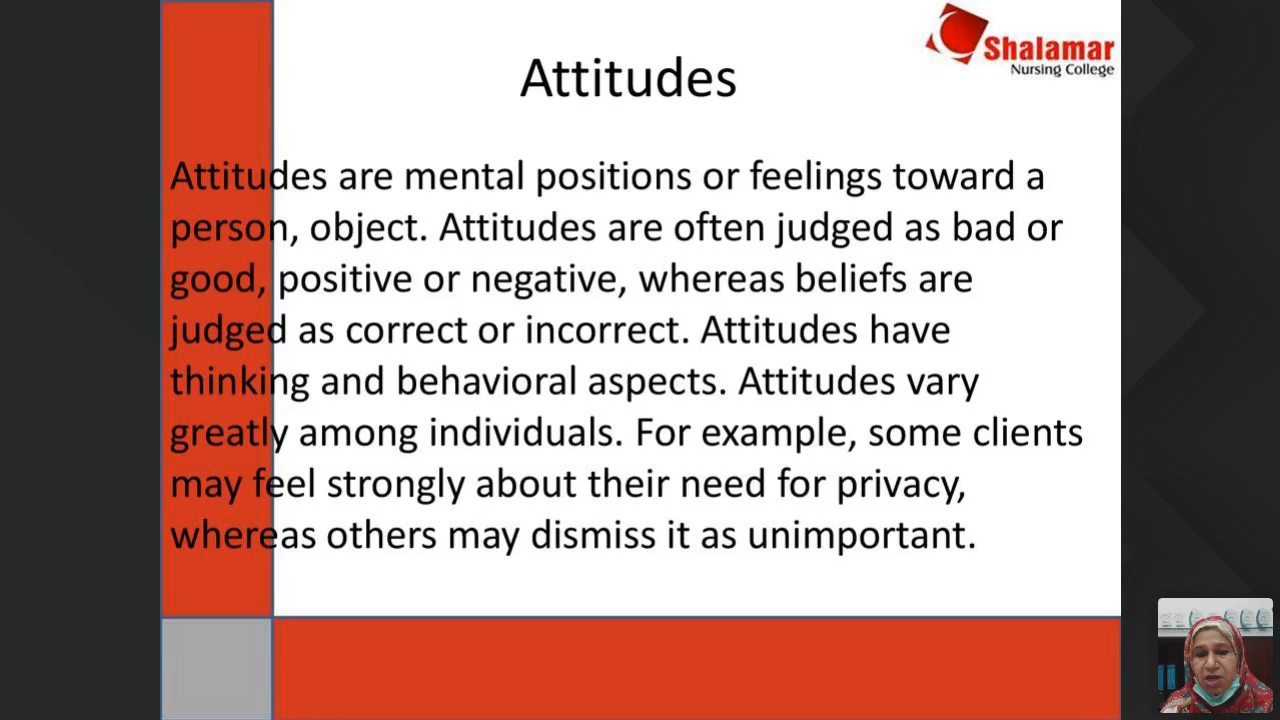 Shalamar
Nursing College
Attitudes
Attitudes are mental positions or feelings toward a
person, object. Attitudes are often judged as bad or
good, positive or negative, whereas beliefs are
judged as correct or incorrect. Attitudes have
thinking and behavioral aspects. Attitudes vary
greatly among individuals. For example, some clients
may feel strongly about their need for privacy,
whereas others may dismiss it as unimportant.